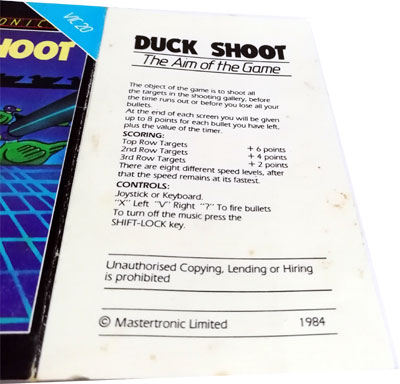 ONIC
SHOOT
VIC 20
DUCK SHOOT
The Aim of the Game
The object of the game is to shoot all
the targets in the shooting gallery, before
the time runs out or before you lose all your
bullets.
At the end of each screen you will be given
up to 8 points for each bullet you have left,
plus the value of the timer.
SCORING:
Top Row Targets + 6 points
2nd Row Targets + 4 points
3rd Row Targets + 2 points
There are eight different speed levels, after
that the speed remains at its fastest.
CONTROLS:
Joystick or Keyboard.
"X" Left "V" Right "?" To fire bullets
To turn off the music press the
SHIFT-LOCK key.
Unauthorised Copying, Lending or Hiring
is prohibited
© Mastertronic Limited 1984